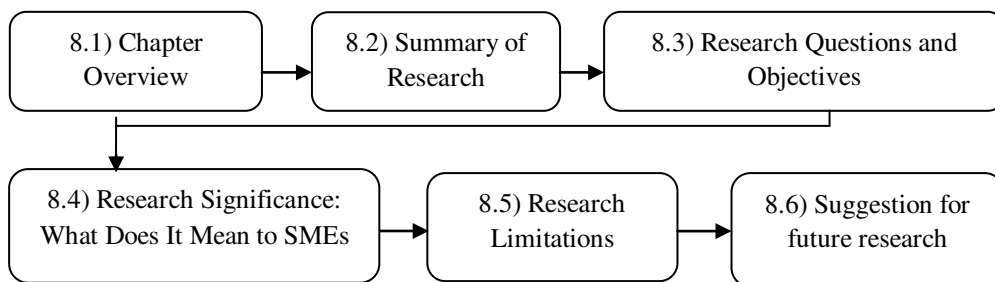 8.1) Chapter
Overview
8.2) Summary of
Research
8.3) Research Questions and
Objectives
8.4) Research Significance:
What Does It Mean to SMEs
8.5) Research
Limitations
8.6) Suggestion for
future research